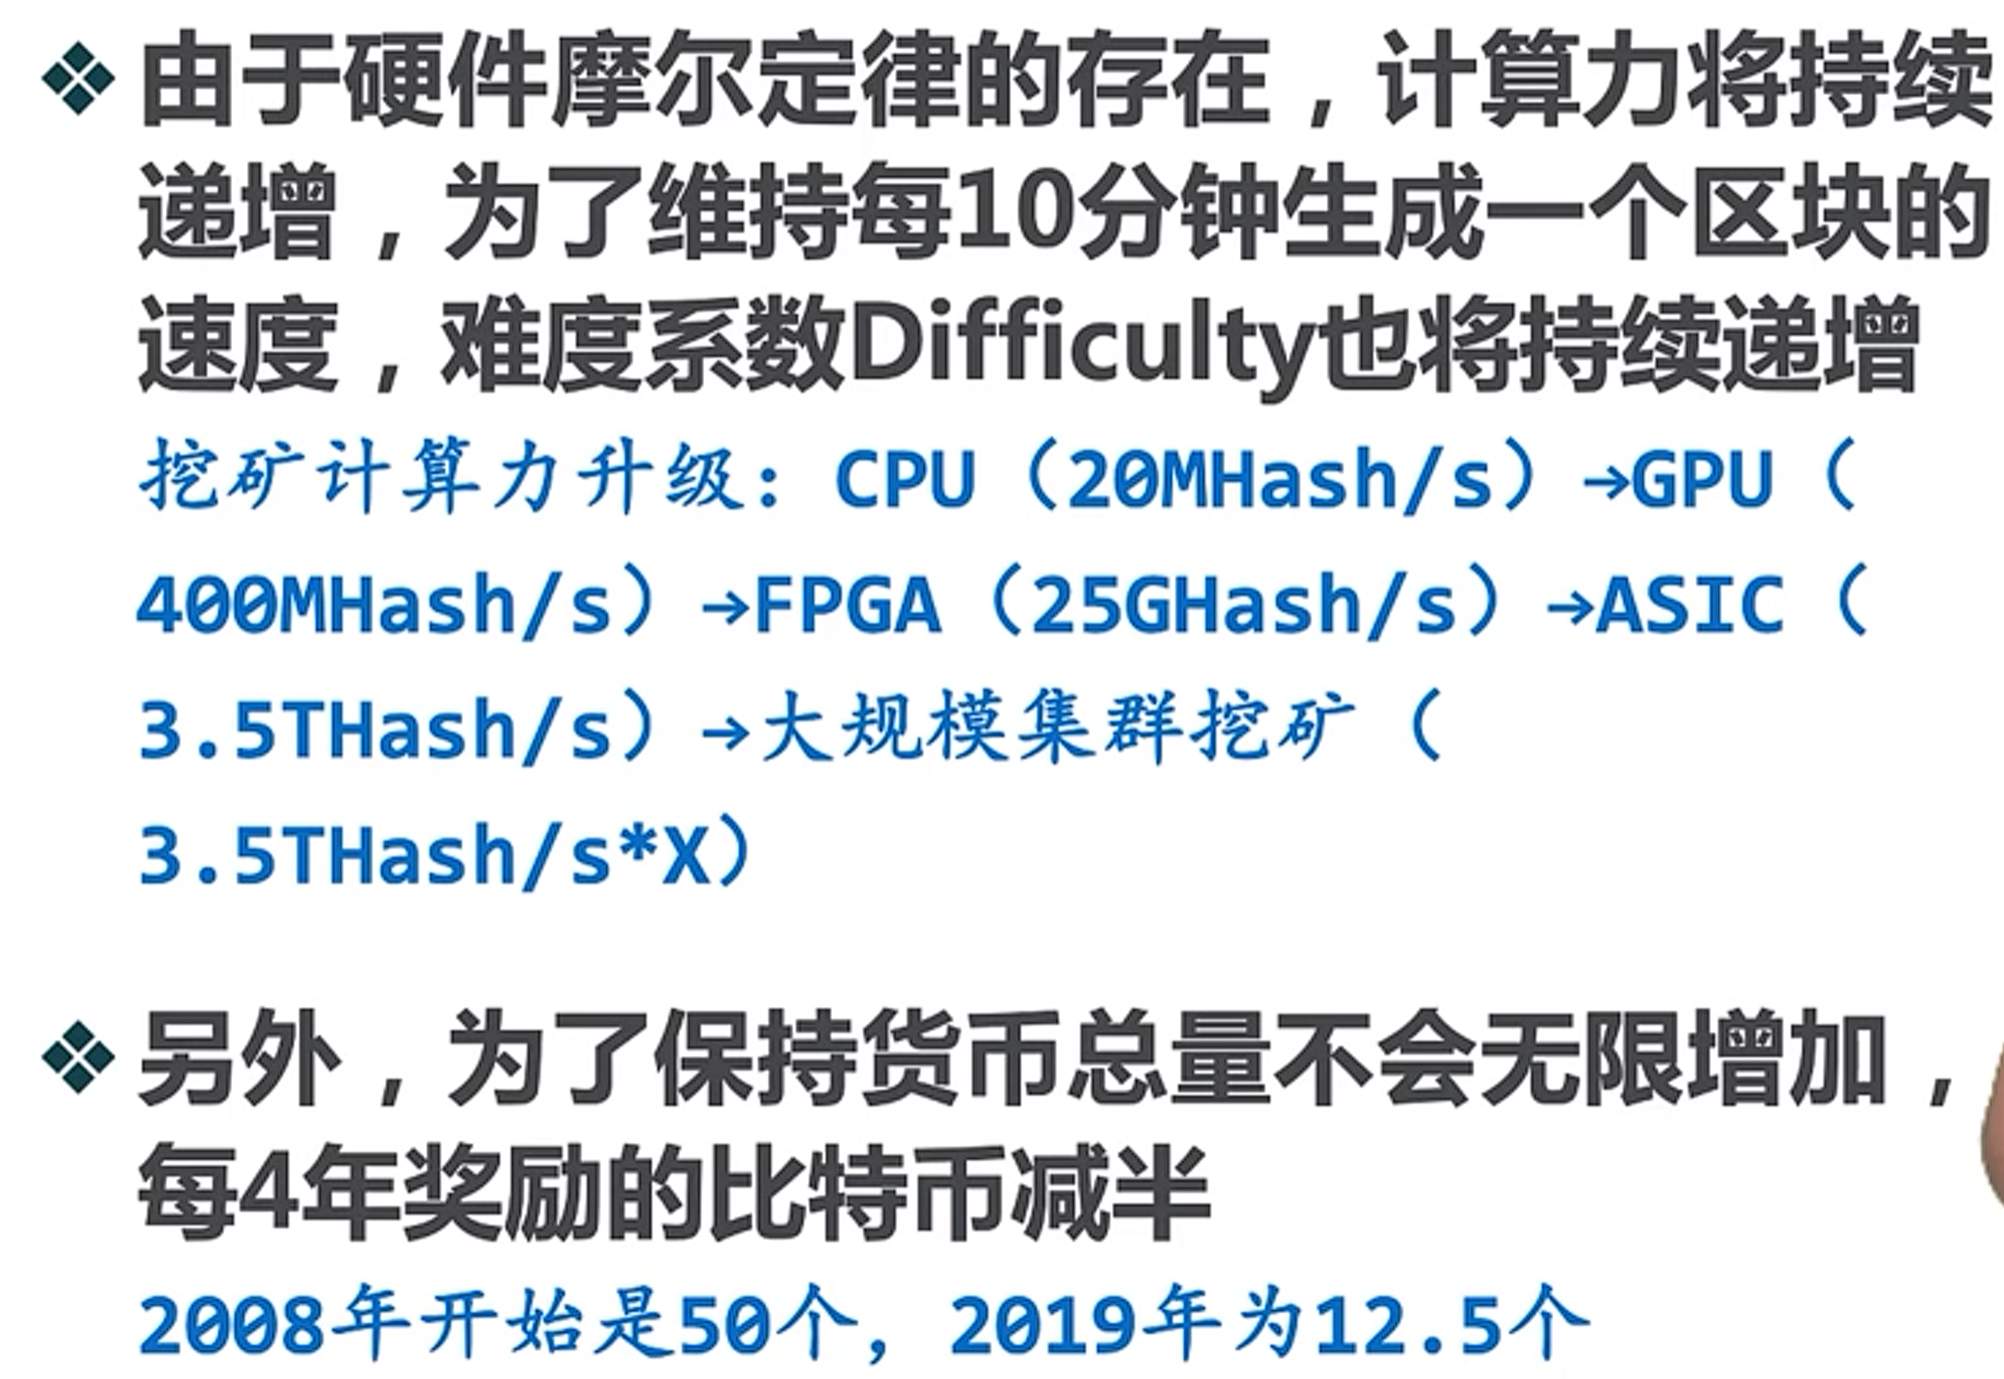 ❖由于硬件摩尔定律的存在，计算力将持续
递增，为了维持每10分钟生成一个区块的
速度，难度系数Difficulty也将持续递增
挖矿计算力升级：CPU（20MHash/s）→GPU（
400MHash/s）→FPGA（25GHash/s）→ASIC（
3.5THash/s）→大规模集群挖矿（
3.5THash/s*X）
❖另外，为了保持货币总量不会无限增加，
每4年奖励的比特币减半
2008年开始是50个，2019年为12.5个